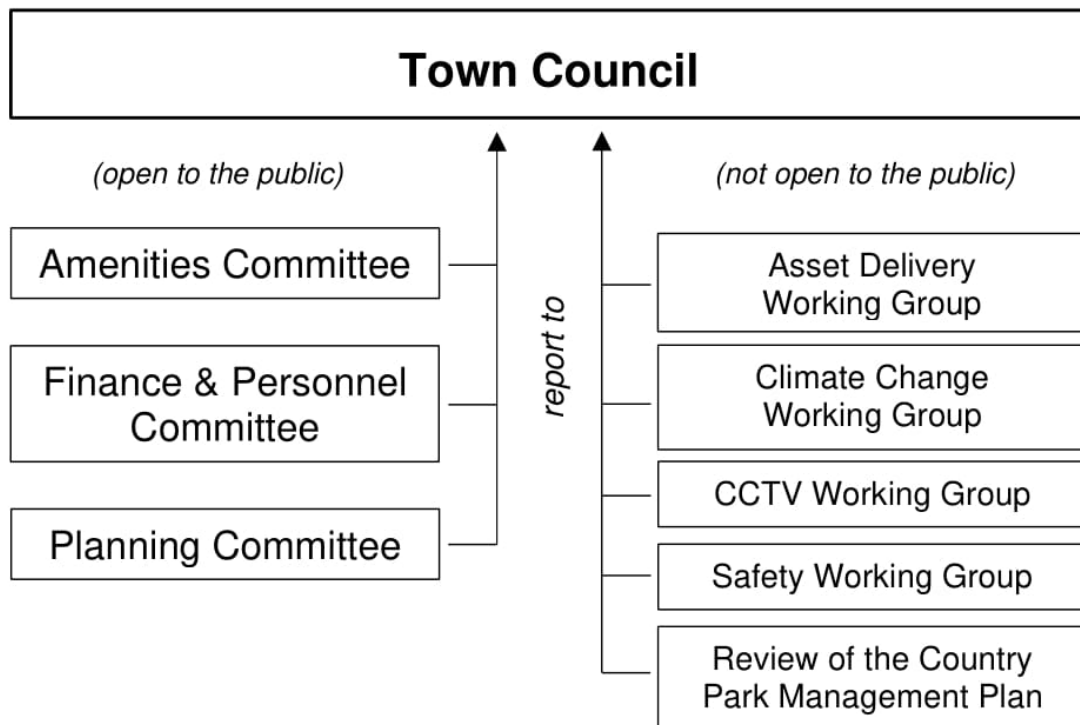 Town Council
(open to the public)
Amenities Committee
Finance & Personnel
Committee
Planning Committee
report to
(not open to the public)
Asset Delivery
Working Group
Climate Change
Working Group
CCTV Working Group
Safety Working Group
Review of the Country
Park Management Plan